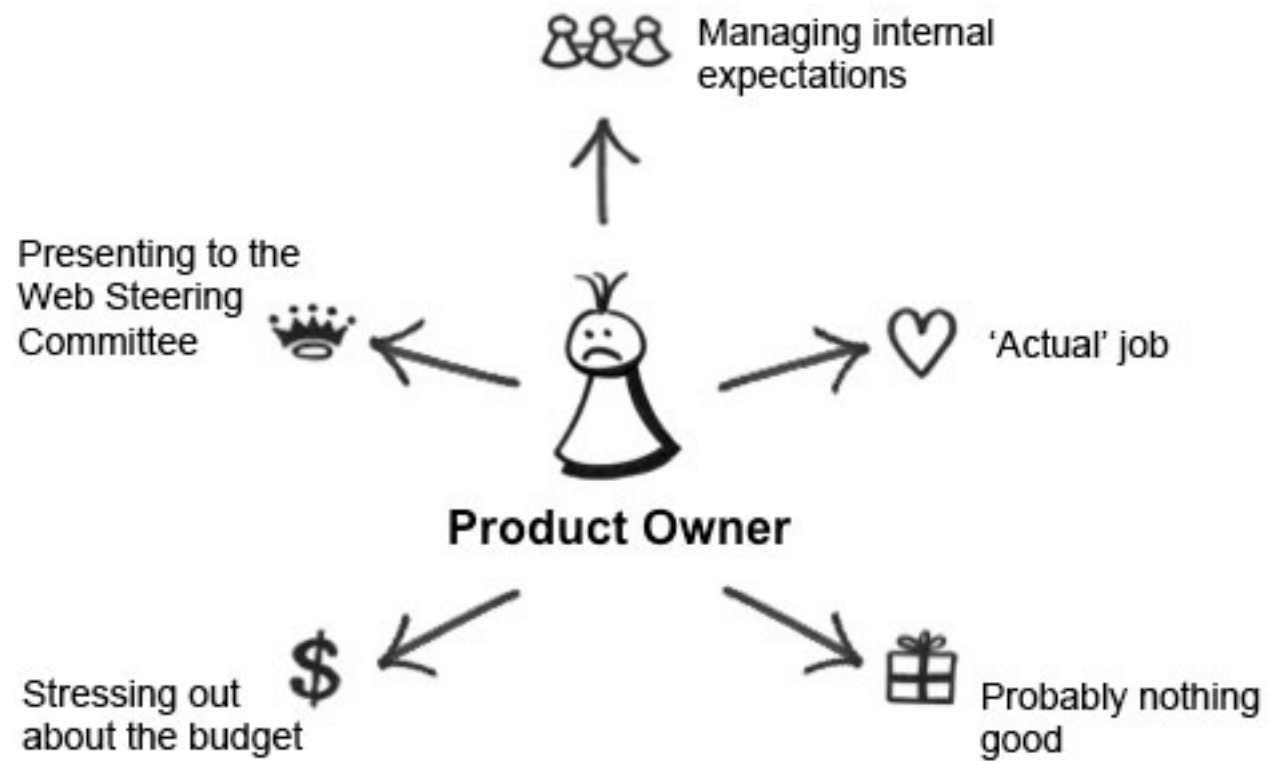 Managing internal
expectations
Presenting to the
Web Steering
Committee
‘Actual’ job
Product Owner
$
Stressing out
about the budget
Probably nothing
good